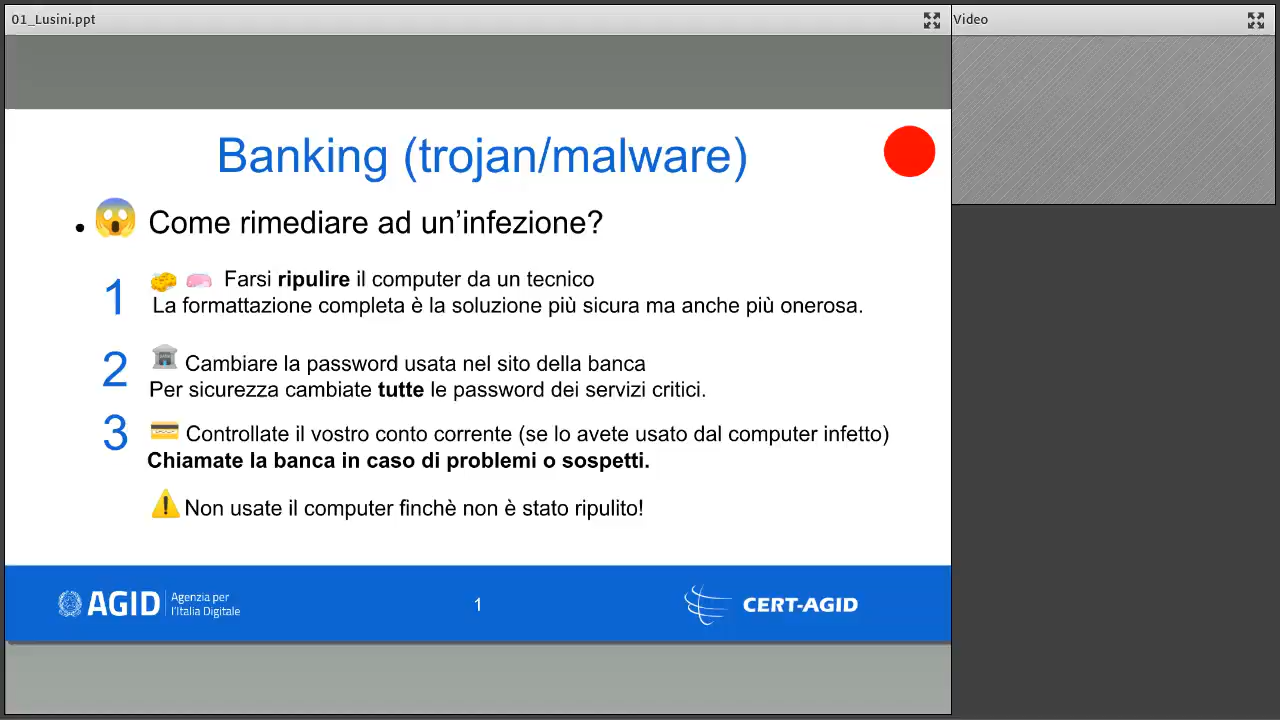 01_Lusini.ppt
Video
Banking (trojan/malware)
• Come rimediare ad un’infezione?
1
Farsi ripulire il computer da un tecnico
La formattazione completa è la soluzione più sicura ma anche più onerosa.
2
Cambiare la password usata nel sito della banca
Per sicurezza cambiate tutte le password dei servizi critici.
3
Controllate il vostro conto corrente (se lo avete usato dal computer infetto)
Chiamate la banca in caso di problemi o sospetti.
Non usate il computer finchè non è stato ripulito!
AGID
Agenzia per
l'Italia Digitale
1
CERT-AGID